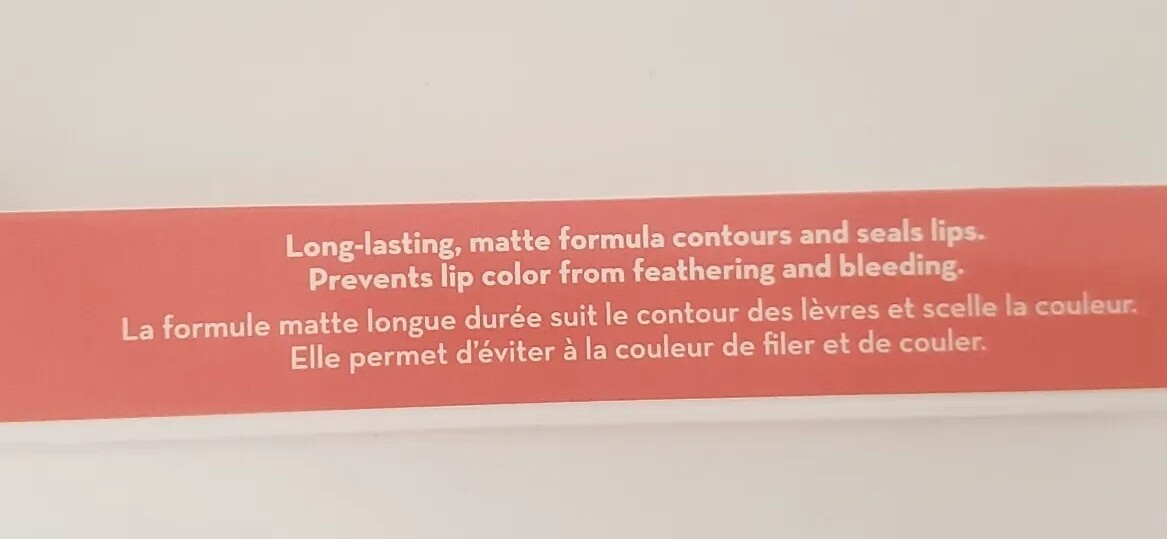 Long-lasting, matte formula contours and seals lips.
Prevents lip color from feathering and bleeding.
La formule matte longue durée suit le contour des lèvres et scelle la couleur.
Elle permet d'éviter à la couleur de filer et de couler.